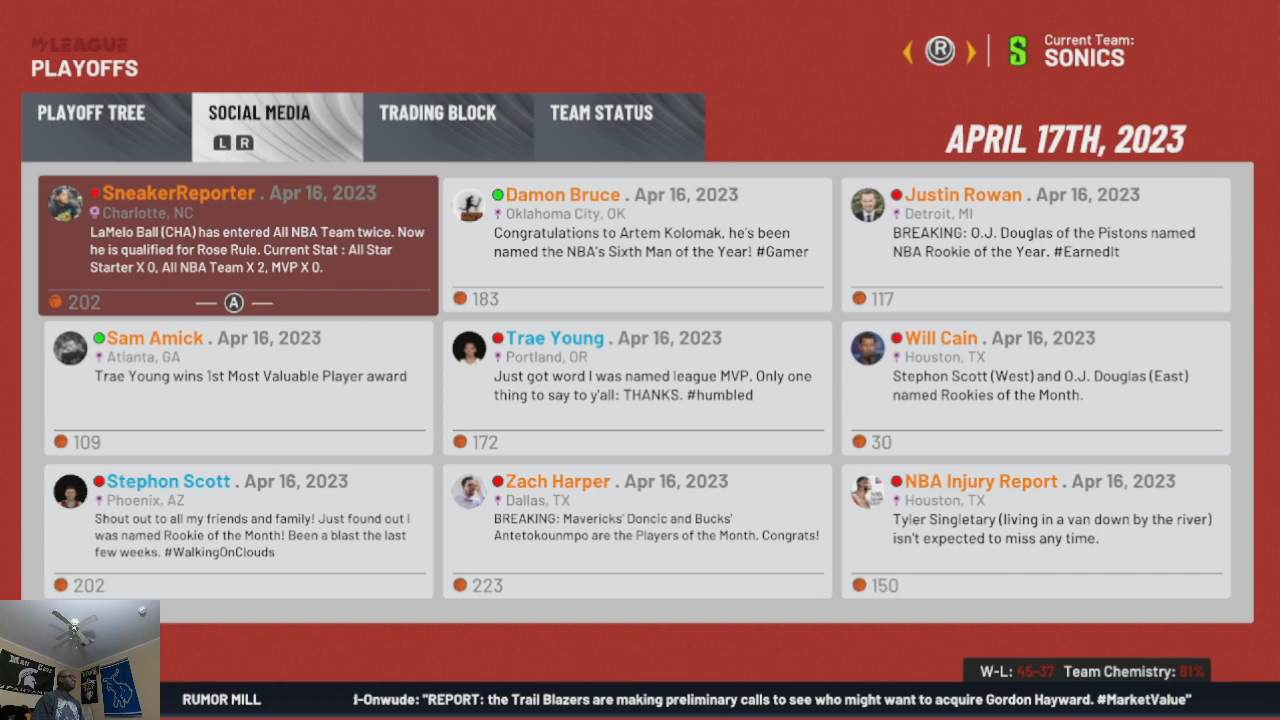 MyLEAGUE
PLAYOFFS
R
Current Team:
SONICS
PLAYOFF TREE
SOCIAL MEDIA
L R
TRADING BLOCK
TEAM STATUS
APRIL 17TH, 2023
SneakerReporter . Apr 16, 2023
Charlotte, NC
LaMelo Ball (CHA) has entered All NBA Team twice. Now
he is qualified for Rose Rule. Current Stat : All Star
Starter X 0, All NBA Team X 2, MVP X 0.
202
A
Damon Bruce . Apr 16, 2023
Oklahoma City, OK
Congratulations to Artem Kolomak, he's been
named the NBA's Sixth Man of the Year! #Gamer
183
Justin Rowan . Apr 16, 2023
Detroit, MI
BREAKING: O.J. Douglas of the Pistons named
NBA Rookie of the Year. #EarnedIt
117
Sam Amick . Apr 16, 2023
Atlanta, GA
Trae Young wins 1st Most Valuable Player award
109
Trae Young . Apr 16, 2023
Portland, OR
Just got word I was named league MVP. Only one
thing to say to y'all: THANKS. #humbled
172
Will Cain . Apr 16, 2023
Houston, TX
Stephon Scott (West) and O.J. Douglas (East)
named Rookies of the Month.
30
Stephon Scott . Apr 16, 2023
Phoenix, AZ
Shout out to all my friends and family! Just found out I
was named Rookie of the Month! Been a blast the last
few weeks. #WalkingOnClouds
202
Zach Harper . Apr 16, 2023
Dallas, TX
BREAKING: Mavericks' Doncic and Bucks'
Antetokounmpo are the Players of the Month. Congrats!
223
NBA Injury Report . Apr 16, 2023
Houston, TX
Tyler Singletary (living in a van down by the river)
isn't expected to miss any time.
150
W-L: 45-37 Team Chemistry: 81%
RUMOR MILL
i-Onwude: "REPORT: the Trail Blazers are making preliminary calls to see who might want to acquire Gordon Hayward. #MarketValue"